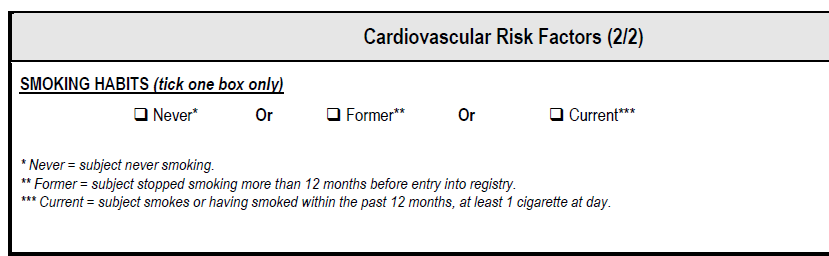 Cardiovascular Risk Factors (2/2)
SMOKING HABITS (tick one box only)
❑ Never* Or ❑ Former** Or ❑ Current***
* Never = subject never smoking.
** Former = subject stopped smoking more than 12 months before entry into registry.
*** Current = subject smokes or having smoked within the past 12 months, at least 1 cigarette at day.